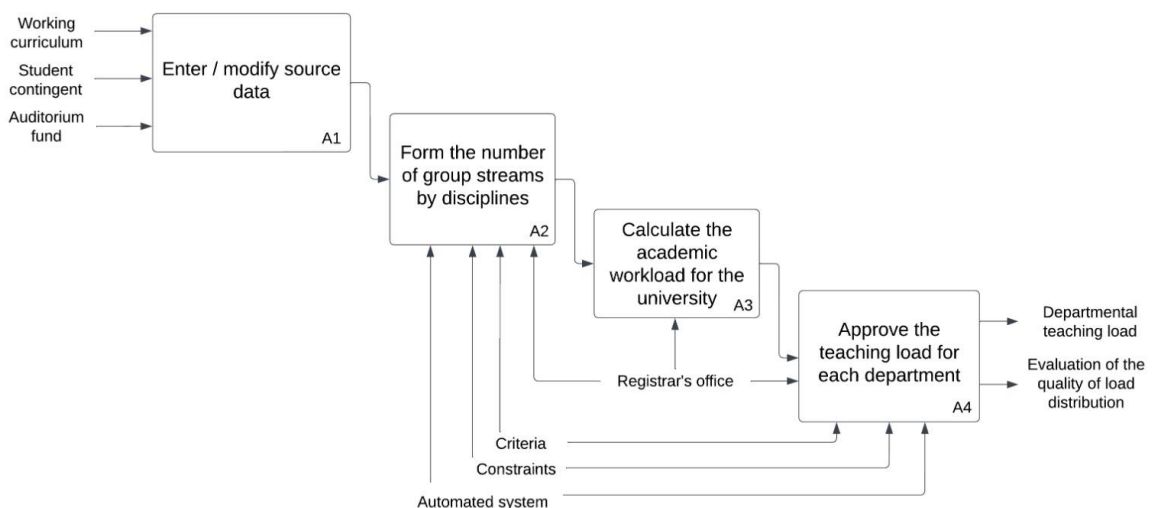 Working
curriculum
Student
contingent
Auditorium
fund
Enter / modify source
data
A1
Form the number
of group streams
by disciplines
A2
Calculate the
academic
workload for the
university
A3
Approve the
teaching load for
each department
A4
Departmental
teaching load
Evaluation of the
quality of load
distribution
Registrar's office
Criteria
Constraints
Automated system